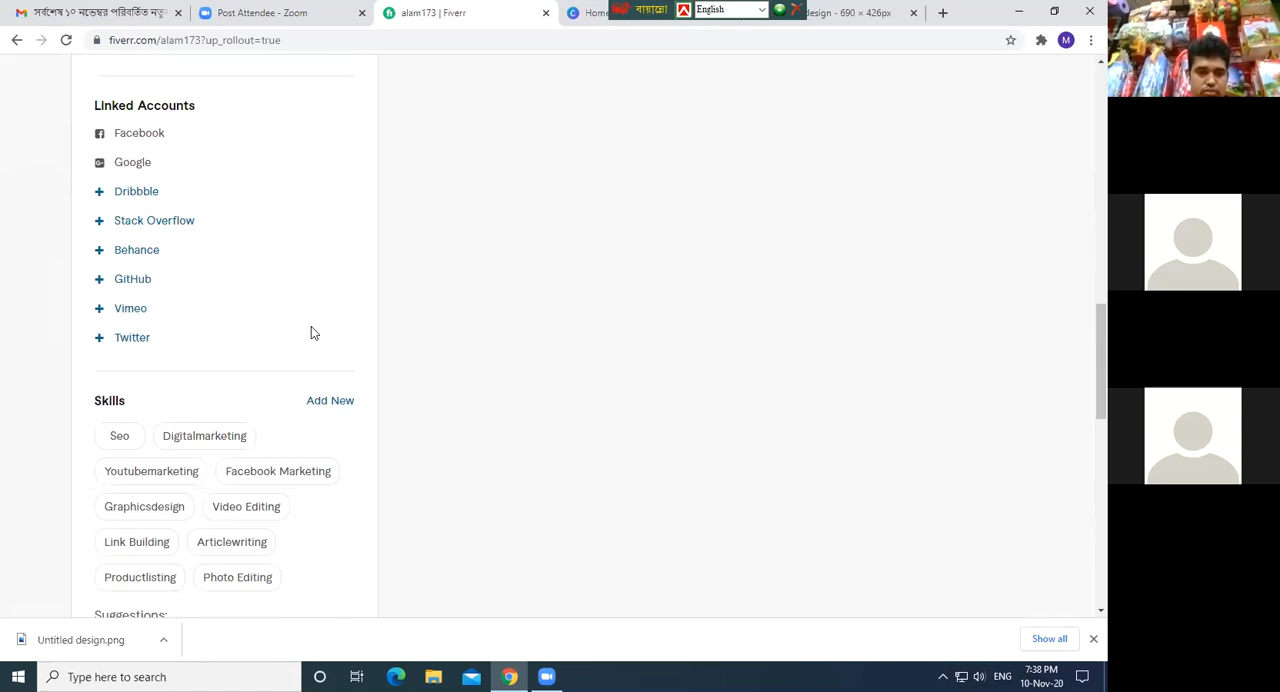 সর্বশেষ ১০ নভেম্বর পরিবর্তিত নতু
Post Attendee - Zoom
alam173 | Fiverr
Hom
বায়ান্নো
English
design - 690 × 426px
fiverr.com/alam173?up_rollout=true
M
Linked Accounts
Facebook
Google
Dribbble
Stack Overflow
Behance
GitHub
Vimeo
Twitter
Skills
Add New
Seo
Digitalmarketing
Youtubemarketing
Facebook Marketing
Graphicsdesign
Video Editing
Link Building
Articlewriting
Productlisting
Photo Editing
Suggestions:
Untitled design.png
Show all
Type here to search
ENG
7:38 PM
10-Nov-20